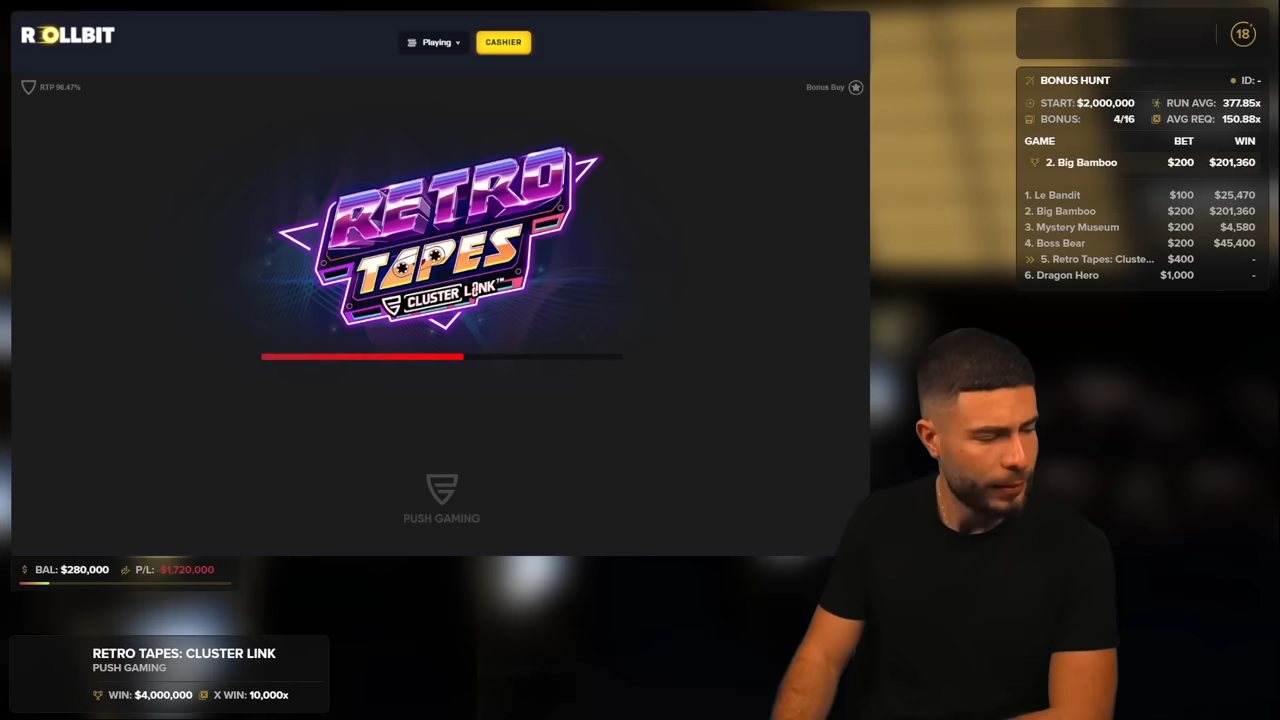 ROLLBIT
Playing
CASHIER
RTP 96.47%
Bonus Buy
RETRO
TAPES
CLUSTER LINK™
PUSH GAMING
BAL: $280,000 P/L: -$1,720,000
RETRO TAPES: CLUSTER LINK
PUSH GAMING
WIN: $4,000,000 X WIN: 10,000x
18+
BONUS HUNT ID: -
START: $2,000,000 RUN AVG: 377.85x
BONUS: 4/16 AVG REQ: 150.88x
GAME BET WIN
2. Big Bamboo $200 $201,360
1. Le Bandit $100 $25,470
2. Big Bamboo $200 $201,360
3. Mystery Museum $200 $4,580
4. Boss Bear $200 $45,400
5. Retro Tapes: Cluste... $400 -
6. Dragon Hero $1,000 -